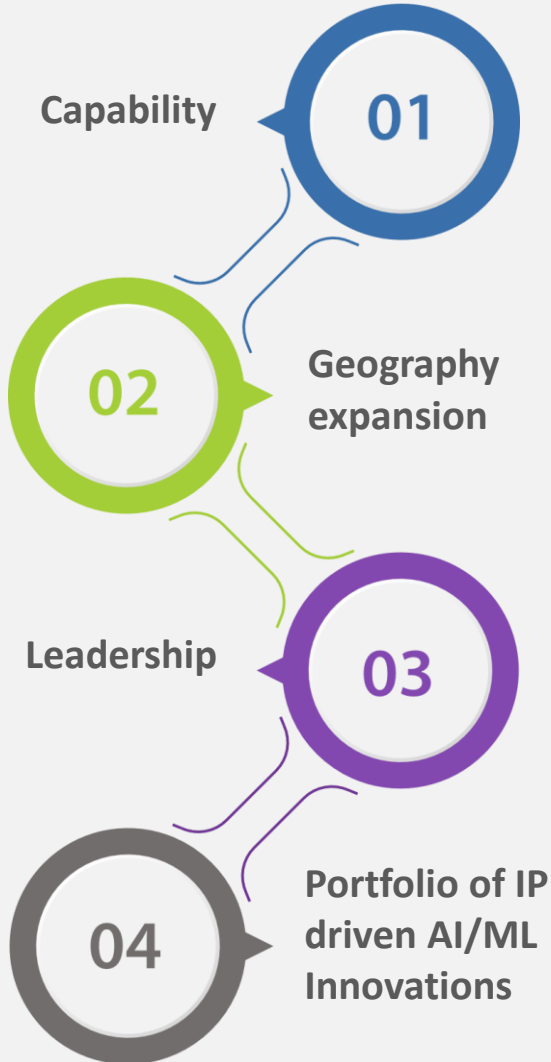 Capability
01
02
Geography
expansion
Leadership
03
04
Portfolio of IP
driven AI/ML
Innovations